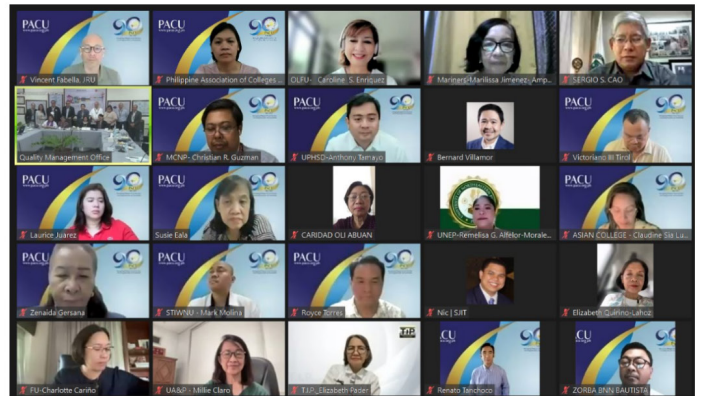 PACU
Vincent Fabella, JRU
PACU
Philippine Association of Colleges ...
OLFU- Caroline S. Enriquez
Mariners-Marilissa Jimenez- Amp...
SERGIO S. CAO
Quality Management Office
PACU
MCNP- Christian R. Guzman
PACU
UPHSD-Anthony Tamayo
Bernard Villamor
PACU
Victoriano III Tirol
PACU
Laurice Juarez
PACU
Susie Eala
CARIDAD OLI ABUAN
UNEP-Remelisa G. Alfelor-Morale...
PACU
ASIAN COLLEGE - Claudine Sia Lu...
PACU
Zenaida Gersana
PACU
STIWNU - Mark Molina
PACU
Royce Torres
Nic | SJIT
Elizabeth Quirino-Lahoz
FU-Charlotte Cariño
UA&P - Millie Claro
T.I.P
T.I.P._Elizabeth Pader
CU
Renato Tanchoco
CU
ZORBA BNN BAUTISTA